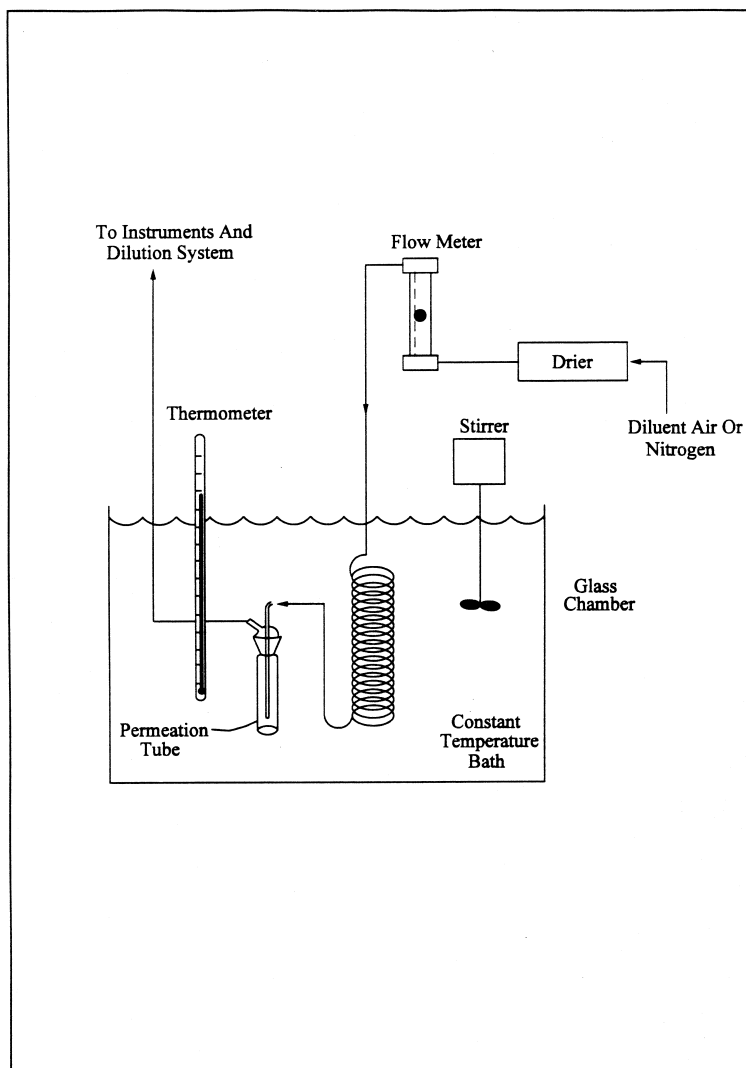 To Instruments And
Dilution System
Flow Meter
Drier
Diluent Air Or
Nitrogen
Thermometer
Stirrer
Glass
Chamber
Permeation
Tube
Constant
Temperature
Bath